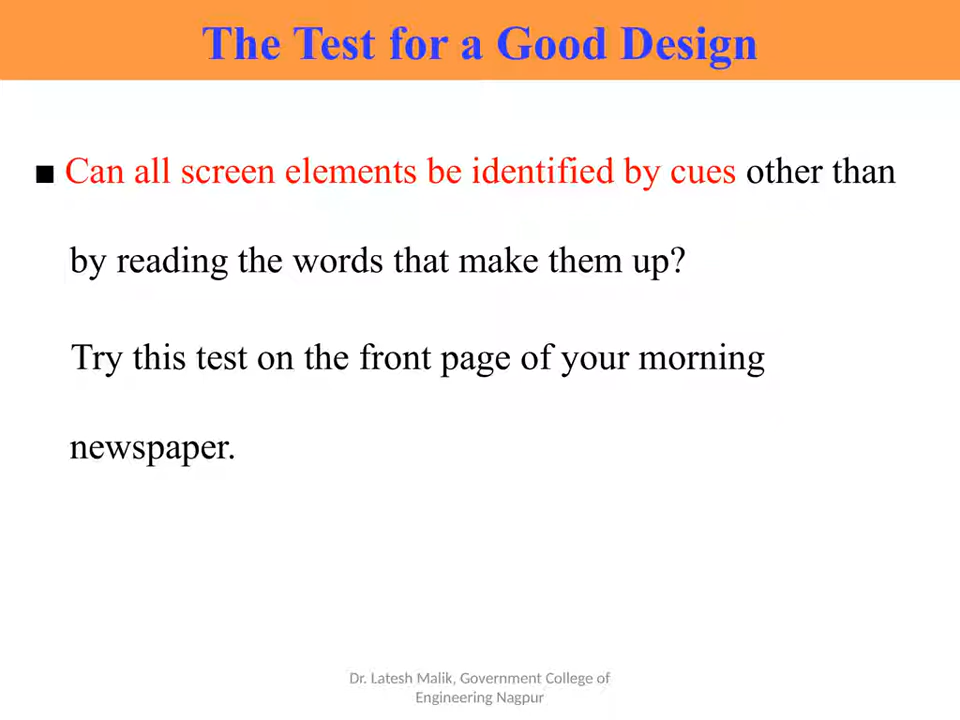 The Test for a Good Design
■ Can all screen elements be identified by cues other than
by reading the words that make them up?
Try this test on the front page of your morning
newspaper.
Dr. Latesh Malik, Government College of
Engineering Nagpur